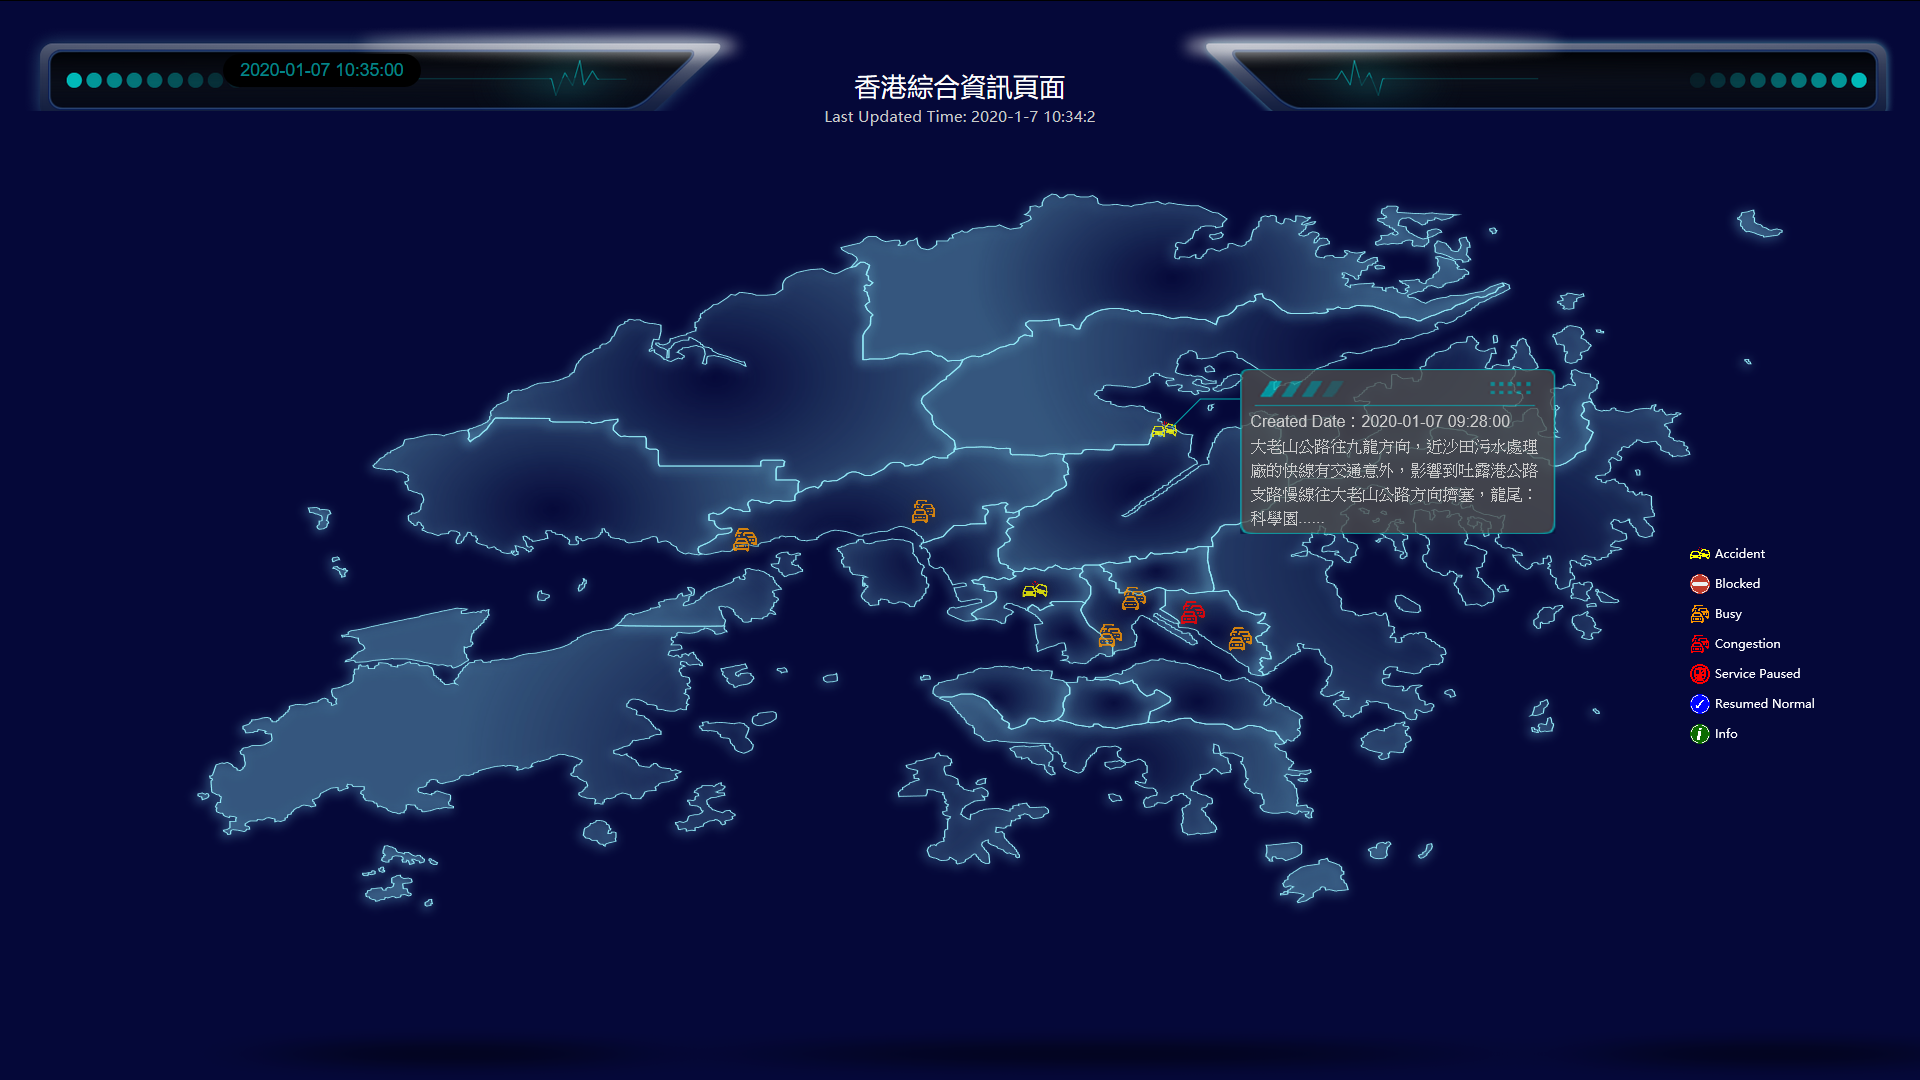 2020-01-07 10:35:00
香港綜合資訊頁面
Last Updated Time: 2020-1-7 10:34:2
Created Date：2020-01-07 09:28:00
大老山公路往九龍方向，近沙田污水處理
廠的快線有交通意外，影響到吐露港公路
支路慢線往大老山公路方向擠塞，龍尾：
科學園......
Accident
Blocked
Busy
Congestion
Service Paused
Resumed Normal
Info